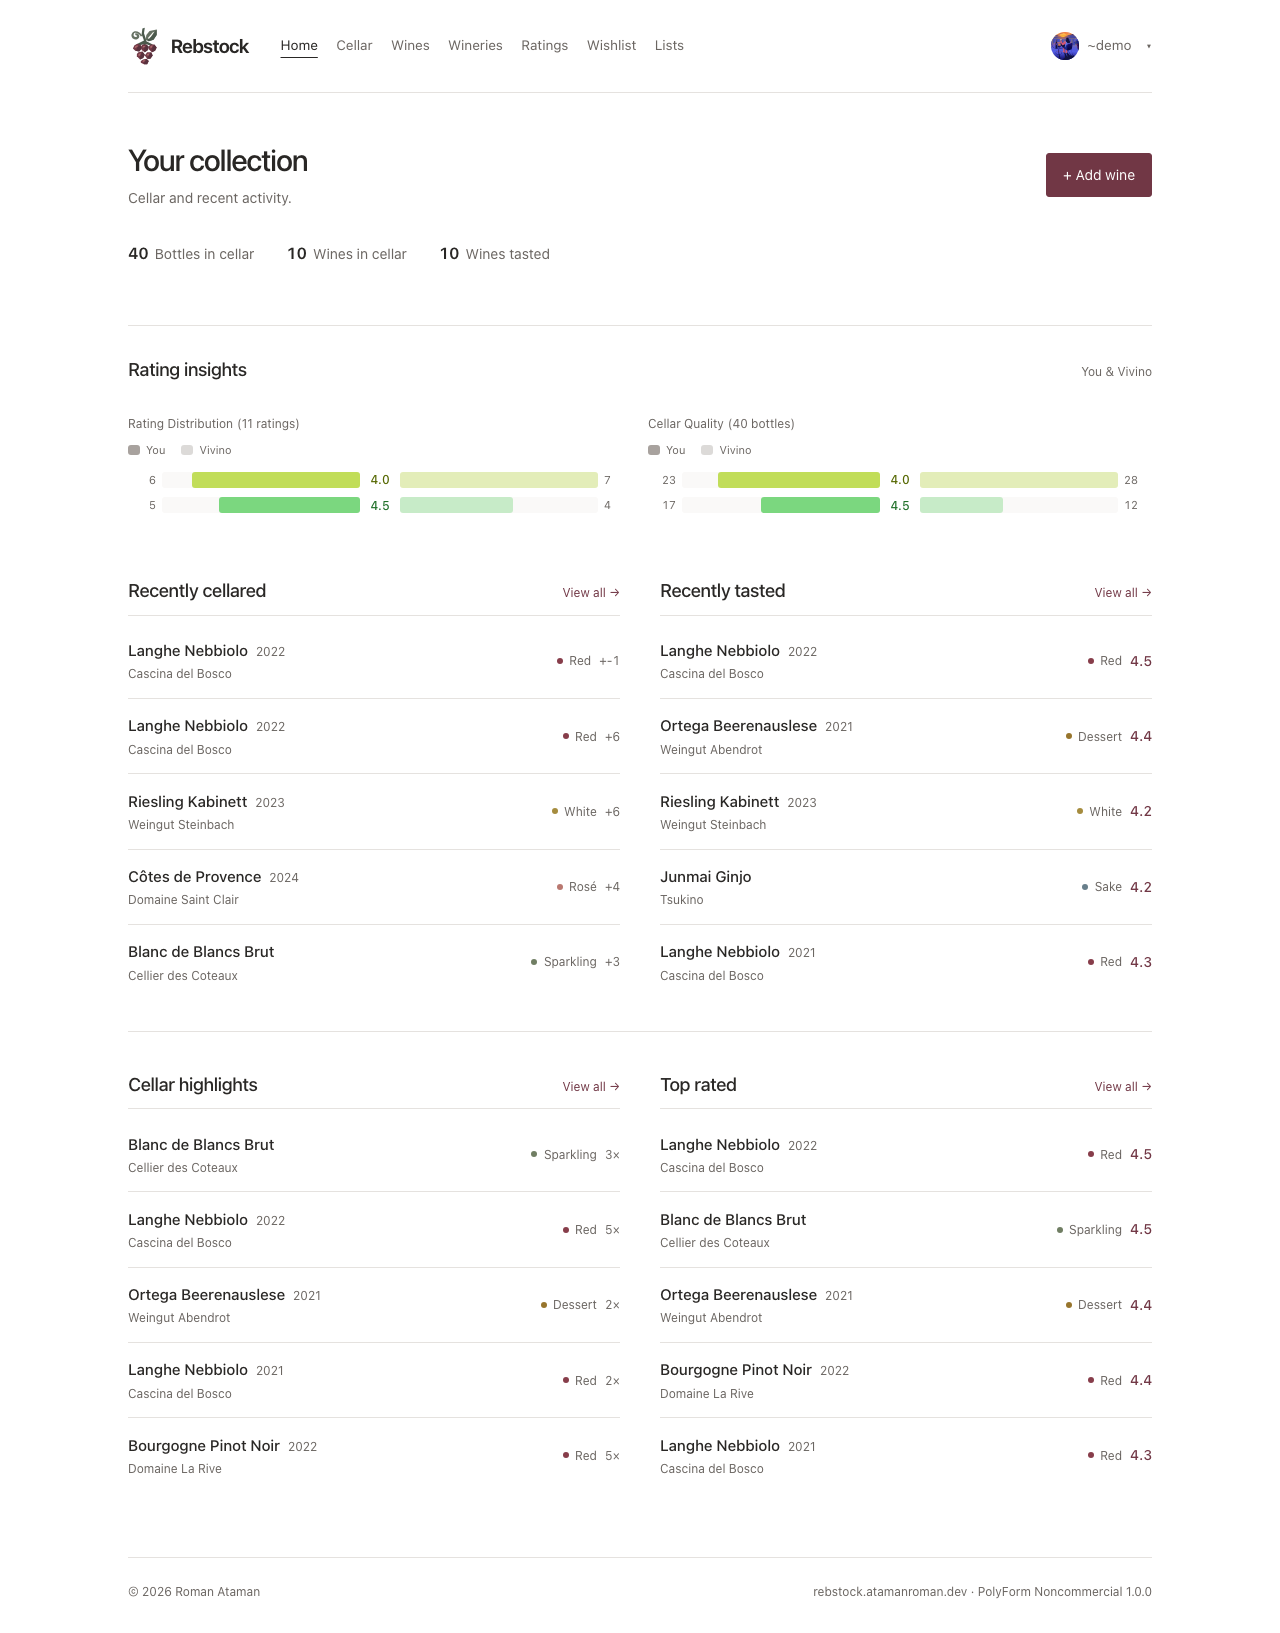 Rebstock Home Cellar Wines Wineries Ratings Wishlist Lists ~demo
Your collection
+ Add wine
Cellar and recent activity.
40 Bottles in cellar 10 Wines in cellar 10 Wines tasted
Rating insights You & Vivino
Rating Distribution (11 ratings)
You Vivino
6 4.0 7
5 4.5 4
Cellar Quality (40 bottles)
You Vivino
23 4.0 28
17 4.5 12
Recently cellared View all →
Langhe Nebbiolo 2022
Cascina del Bosco
Red +-1
Langhe Nebbiolo 2022
Cascina del Bosco
Red +6
Riesling Kabinett 2023
Weingut Steinbach
White +6
Côtes de Provence 2024
Domaine Saint Clair
Rosé +4
Blanc de Blancs Brut
Cellier des Coteaux
Sparkling +3
Recently tasted View all →
Langhe Nebbiolo 2022
Cascina del Bosco
Red 4.5
Ortega Beerenauslese 2021
Weingut Abendrot
Dessert 4.4
Riesling Kabinett 2023
Weingut Steinbach
White 4.2
Junmai Ginjo
Tsukino
Sake 4.2
Langhe Nebbiolo 2021
Cascina del Bosco
Red 4.3
Cellar highlights View all →
Blanc de Blancs Brut
Cellier des Coteaux
Sparkling 3×
Langhe Nebbiolo 2022
Cascina del Bosco
Red 5×
Ortega Beerenauslese 2021
Weingut Abendrot
Dessert 2×
Langhe Nebbiolo 2021
Cascina del Bosco
Red 2×
Bourgogne Pinot Noir 2022
Domaine La Rive
Red 5×
Top rated View all →
Langhe Nebbiolo 2022
Cascina del Bosco
Red 4.5
Blanc de Blancs Brut
Cellier des Coteaux
Sparkling 4.5
Ortega Beerenauslese 2021
Weingut Abendrot
Dessert 4.4
Bourgogne Pinot Noir 2022
Domaine La Rive
Red 4.4
Langhe Nebbiolo 2021
Cascina del Bosco
Red 4.3
© 2026 Roman Ataman rebstock.atamanroman.dev · PolyForm Noncommercial 1.0.0